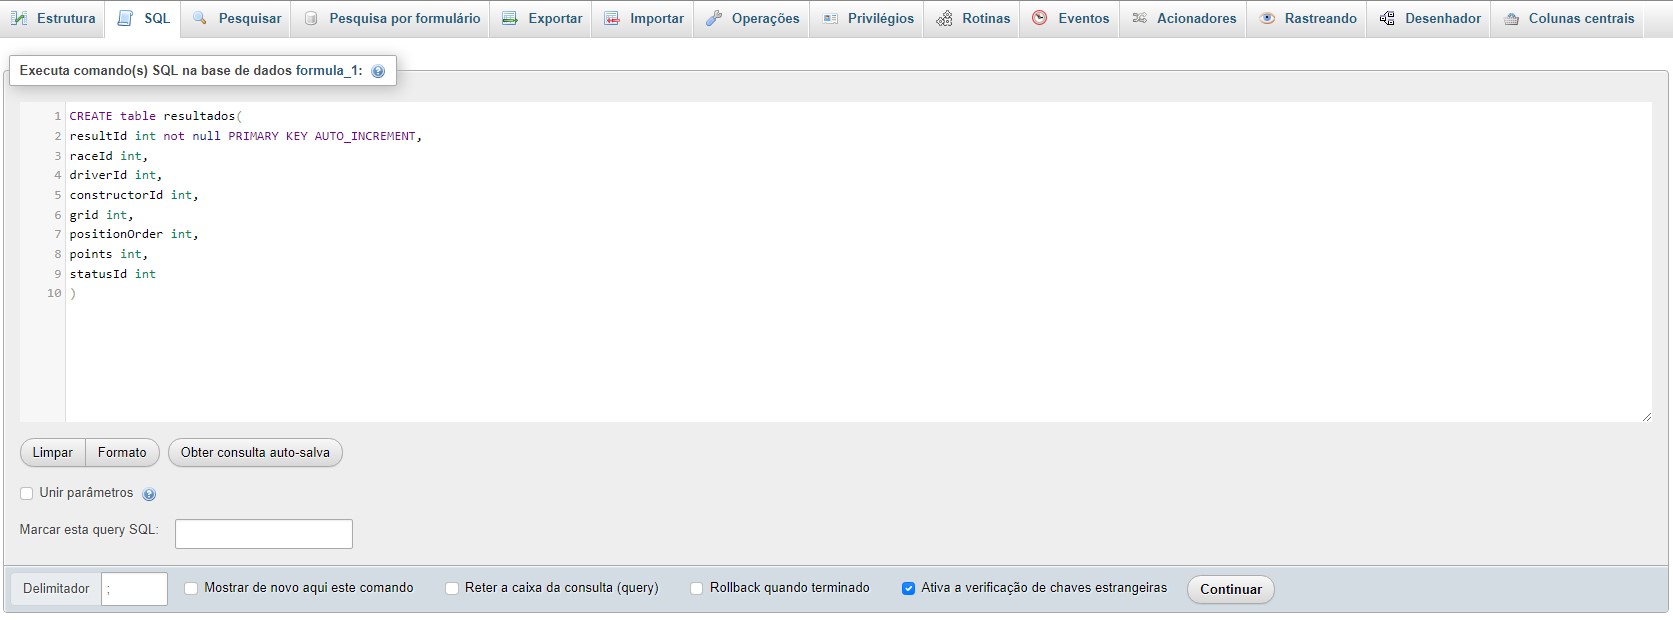 Estrutura SQL Pesquisar Pesquisa por formulário Exportar Importar Operações Privilégios Rotinas Eventos Acionadores Rastreando Desenhador Colunas centrais
Executa comando(s) SQL na base de dados formula_1:
1 CREATE table resultados(
2 resultId int not null PRIMARY KEY AUTO_INCREMENT,
3 raceId int,
4 driverId int,
5 constructorId int,
6 grid int,
7 positionOrder int,
8 points int,
9 statusId int
10 )
Limpar Formato Obter consulta auto-salva
Unir parâmetros
Marcar esta query SQL:
Delimitador ; Mostrar de novo aqui este comando Reter a caixa da consulta (query) Rollback quando terminado Ativa a verificação de chaves estrangeiras Continuar